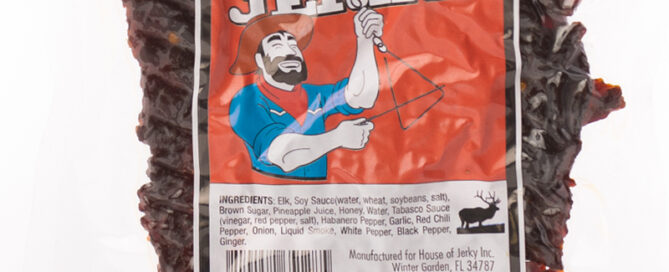 JERKY
INGREDIENTS: Elk, Soy Sauce(water, wheat, soybeans, salt),
Brown Sugar, Pineapple Juice, Honey, Water, Tabasco Sauce
(vinegar, red pepper, salt), Habanero Pepper, Garlic, Red Chili
Pepper, Onion, Liquid Smoke, White Pepper, Black Pepper,
Ginger.
Manufactured for House of Jerky Inc.
Winter Garden, FL 34787